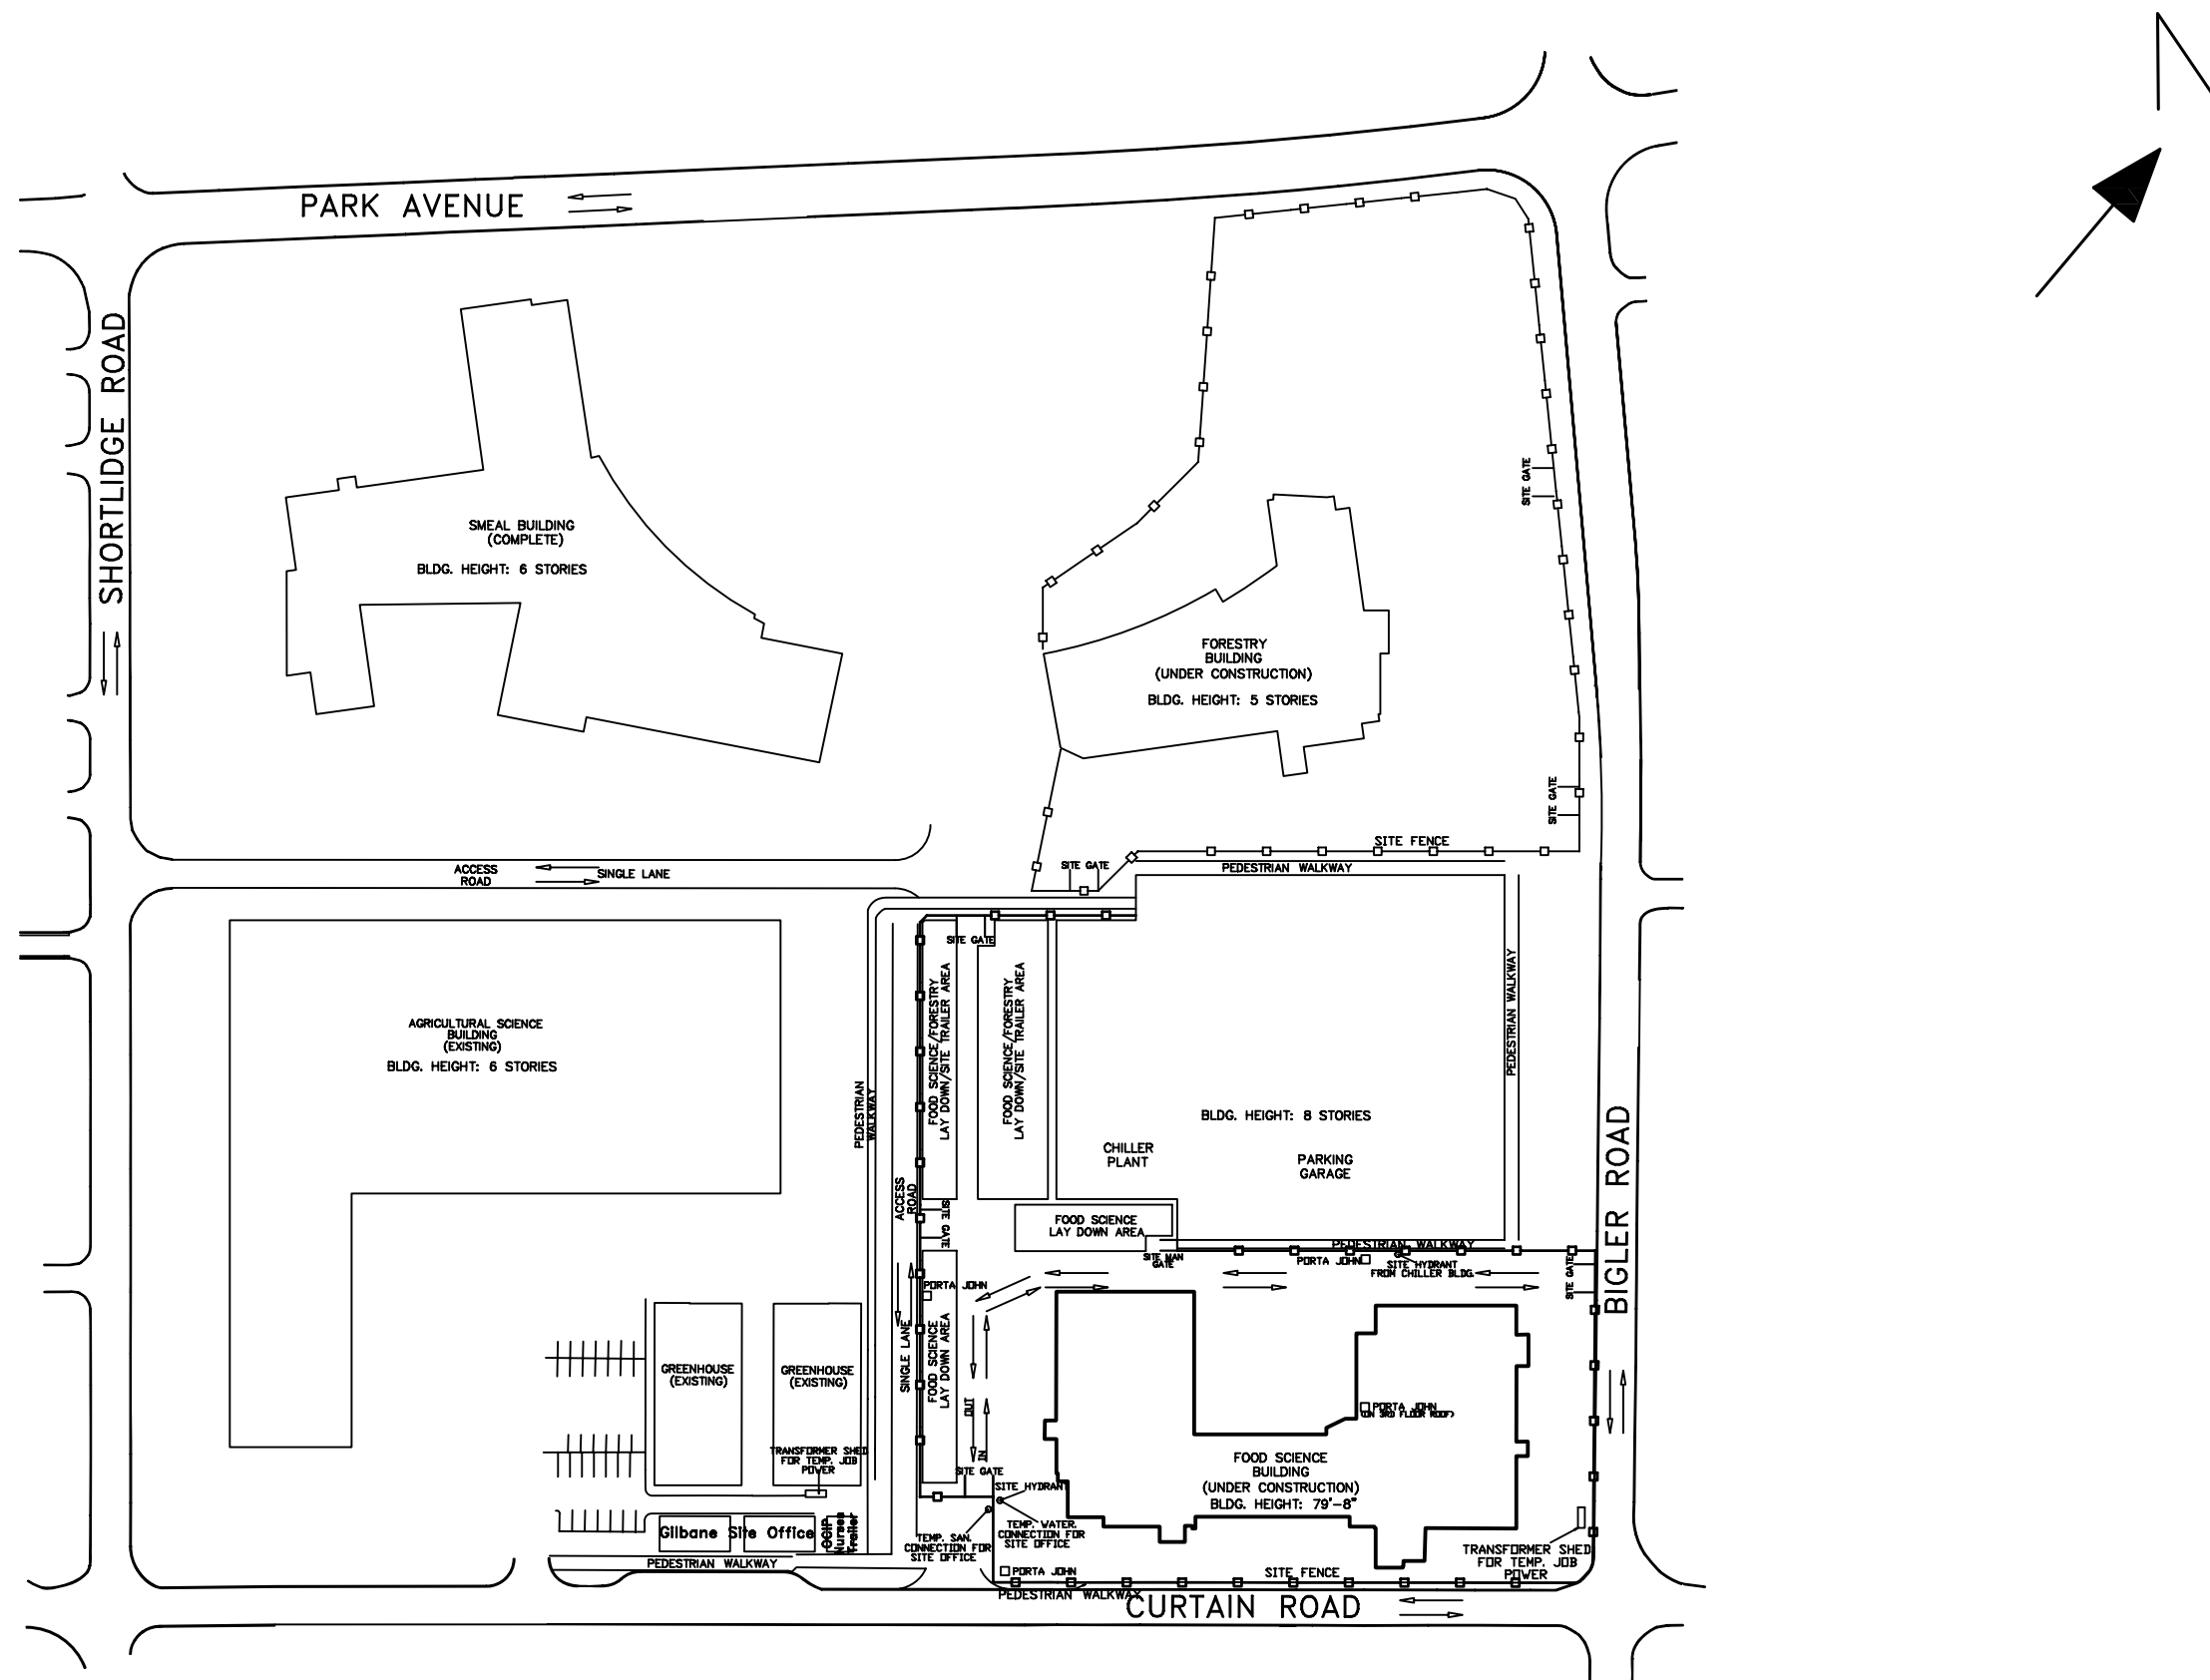 N
PARK AVENUE
SHORTLIDGE ROAD
SMEAL BUILDING
(COMPLETE)
BLDG. HEIGHT: 6 STORIES
SITE GATE
FORESTRY
BUILDING
(UNDER CONSTRUCTION)
BLDG. HEIGHT: 5 STORIES
SITE GATE
SITE FENCE
SITE GATE
PEDESTRIAN WALKWAY
ACCESS
ROAD
SINGLE LANE
SITE GATE
AGRICULTURAL SCIENCE
BUILDING
(EXISTING)
BLDG. HEIGHT: 6 STORIES
PEDESTRIAN
WALKWAY
FOOD SCIENCE/FORESTRY
LAY DOWN/SITE TRAILER AREA
FOOD SCIENCE/FORESTRY
LAY DOWN/SITE TRAILER AREA
PEDESTRIAN WALKWAY
BLDG. HEIGHT: 8 STORIES
CHILLER
PLANT
PARKING
GARAGE
BIGLER ROAD
ACCESS
ROAD
SITE GATE
FOOD SCIENCE
LAY DOWN AREA
PEDESTRIAN WALKWAY
SITE MAN
GATE
PORTA JOHN
SITE HYDRANT
FROM CHILLER BLDG.
SITE GATE
PORTA JOHN
SINGLE LANE
FOOD SCIENCE
LAY DOWN AREA
OUT
IN
GREENHOUSE
(EXISTING)
GREENHOUSE
(EXISTING)
PORTA JOHN
(ON 3RD FLOOR ROOF)
TRANSFORMER SHED
FOR TEMP. JOB
POWER
SITE GATE
SITE HYDRANT
FOOD SCIENCE
BUILDING
(UNDER CONSTRUCTION)
BLDG. HEIGHT: 79'-8"
Gilbane Site Office
OCIP
Nurses
Trailer
TEMP. SAN.
CONNECTION FOR
SITE OFFICE
TEMP. WATER.
CONNECTION FOR
SITE OFFICE
TRANSFORMER SHED
FOR TEMP. JOB
POWER
PEDESTRIAN WALKWAY
PORTA JOHN
SITE FENCE
PEDESTRIAN WALKWAY
CURTAIN ROAD